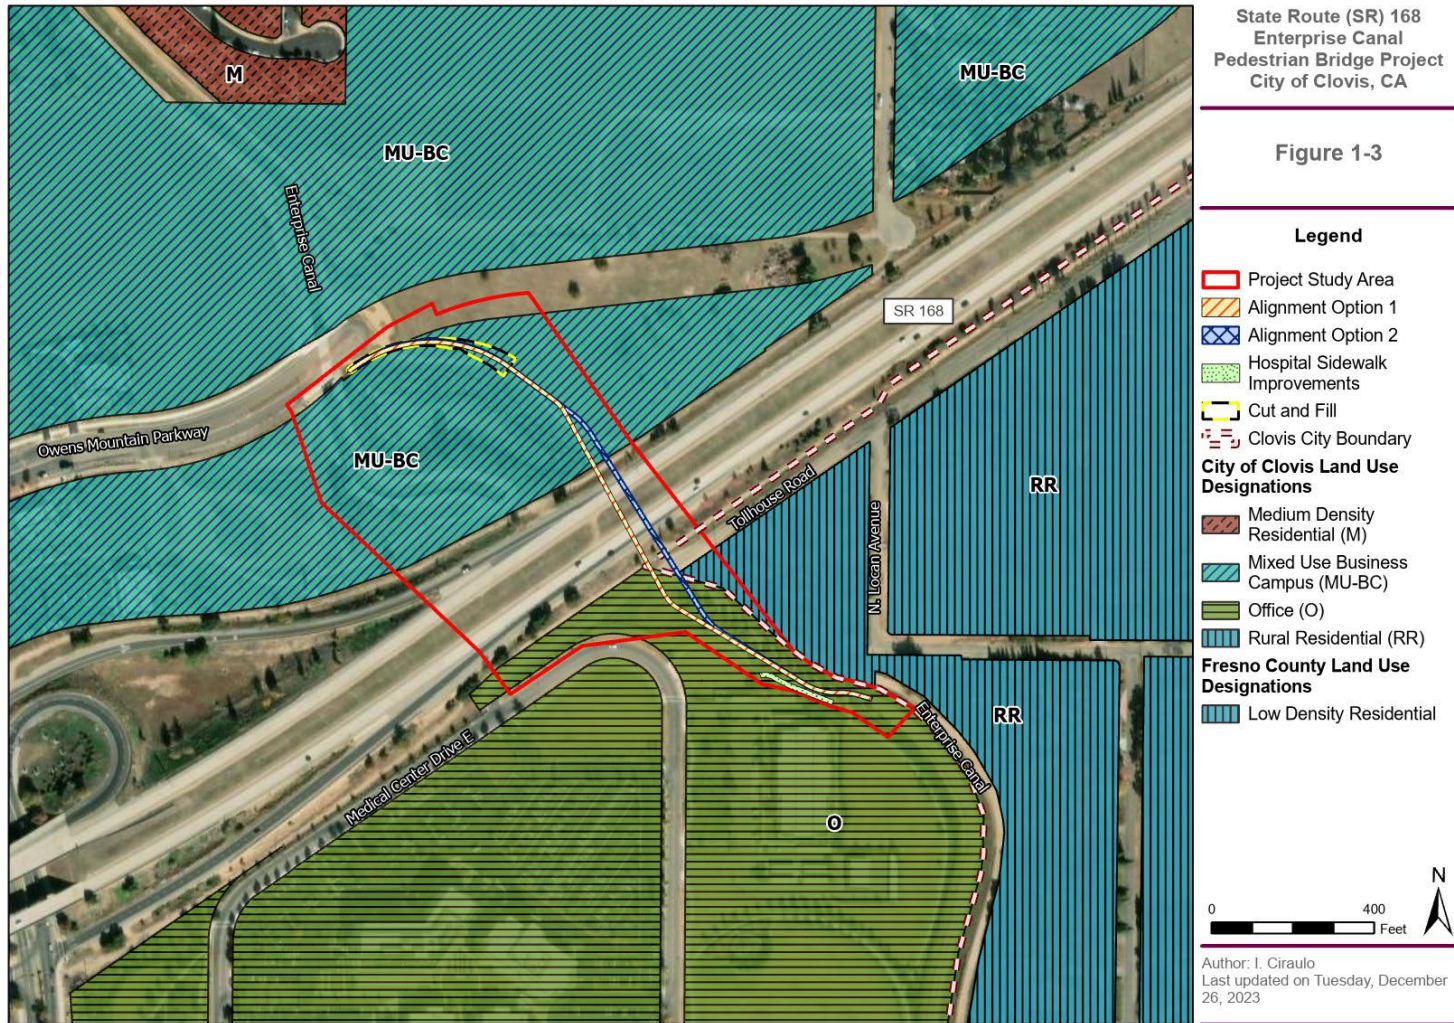 State Route (SR) 168
Enterprise Canal
Pedestrian Bridge Project
City of Clovis, CA
Figure 1-3
Legend
Project Study Area
Alignment Option 1
Alignment Option 2
Hospital Sidewalk
Improvements
Cut and Fill
Clovis City Boundary
City of Clovis Land Use
Designations
Medium Density
Residential (M)
Mixed Use Business
Campus (MU-BC)
Office (O)
Rural Residential (RR)
Fresno County Land Use
Designations
Low Density Residential
N
0 400
Feet
Author: I. Ciraulo
Last updated on Tuesday, December
26, 2023
M
MU-BC
MU-BC
Enterprise Canal
SR 168
Owens Mountain Parkway
MU-BC
Tollhouse Road
RR
N. Locan Avenue
RR
Enterprise Canal
Medical Center Drive E
O